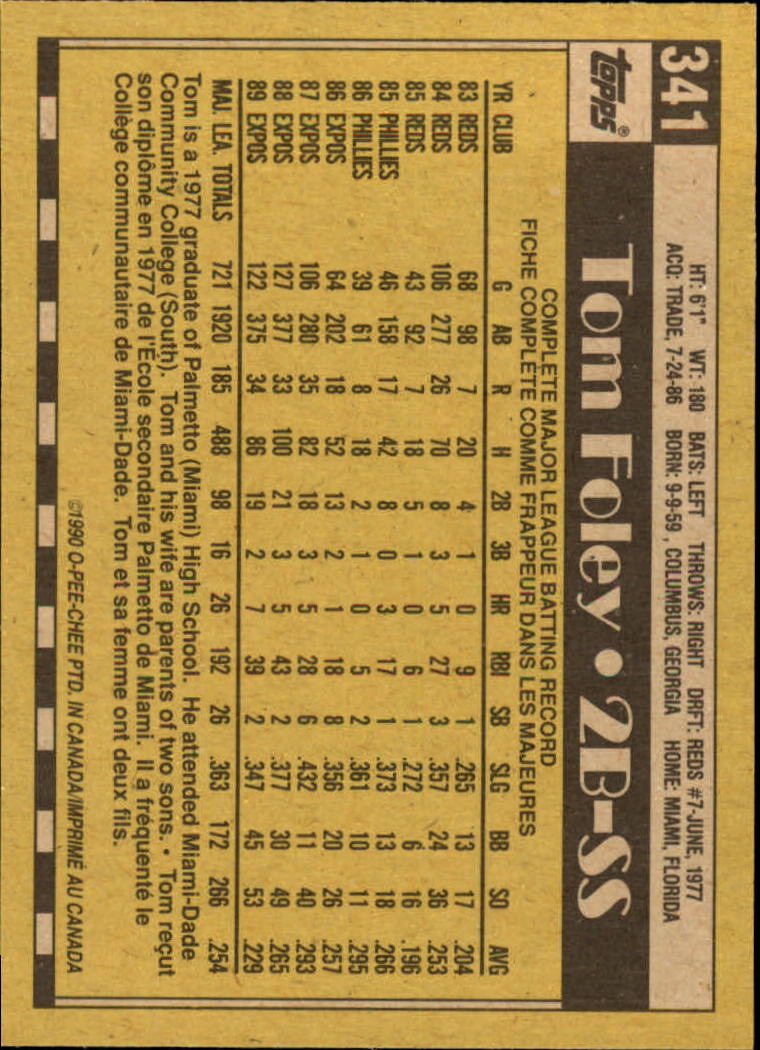 341
HT: 6'1" WT: 180 BATS: LEFT THROWS: RIGHT DRFT: REDS #7-JUNE, 1977
ACQ: TRADE, 7-24-86 BORN: 9-9-59, COLUMBUS, GEORGIA HOME: MIAMI, FLORIDA
topps®
Tom Foley • 2B-SS
COMPLETE MAJOR LEAGUE BATTING RECORD
FICHE COMPLETE COMME FRAPPEUR DANS LES MAJEURES
YR CLUB G AB R H 2B 3B HR RBI SB SLG BB SO AVG
83 REDS 68 98 7 20 4 1 0 9 1 .265 13 17 .204
84 REDS 106 277 26 70 8 3 5 27 3 .357 24 36 .253
85 REDS 43 92 7 18 5 1 0 6 1 .272 6 16 .196
85 PHILLIES 46 158 17 42 8 0 3 17 1 .373 13 18 .266
86 PHILLIES 39 61 8 18 2 1 0 5 2 .361 10 11 .295
86 EXPOS 64 202 18 52 13 2 1 18 8 .356 20 26 .257
87 EXPOS 106 280 35 82 18 3 5 28 6 .432 11 40 .293
88 EXPOS 127 377 33 100 21 3 5 43 2 .377 30 49 .265
89 EXPOS 122 375 34 86 19 2 7 39 2 .347 45 53 .229
MAJ. LEA. TOTALS 721 1920 185 488 98 16 26 192 26 .363 172 266 .254
Tom is a 1977 graduate of Palmetto (Miami) High School. He attended Miami-Dade
Community College (South). Tom and his wife are parents of two sons. • Tom reçut
son diplôme en 1977 de l'École secondaire Palmetto de Miami. Il a fréquenté le
Collège communautaire de Miami-Dade. Tom et sa femme ont deux fils.
©1990 O-PEE-CHEE PTD. IN CANADA/IMPRIMÉ AU CANADA